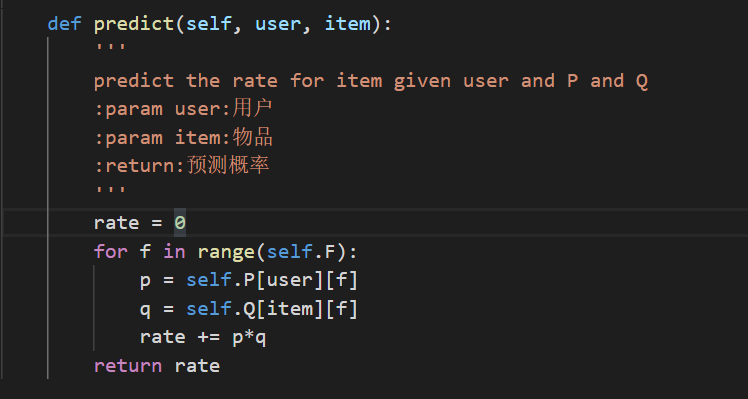 def predict(self, user, item):
'''
predict the rate for item given user and P and Q
:param user:用户
:param item:物品
:return:预测概率
'''
rate = 0
for f in range(self.F):
p = self.P[user][f]
q = self.Q[item][f]
rate += p*q
return rate